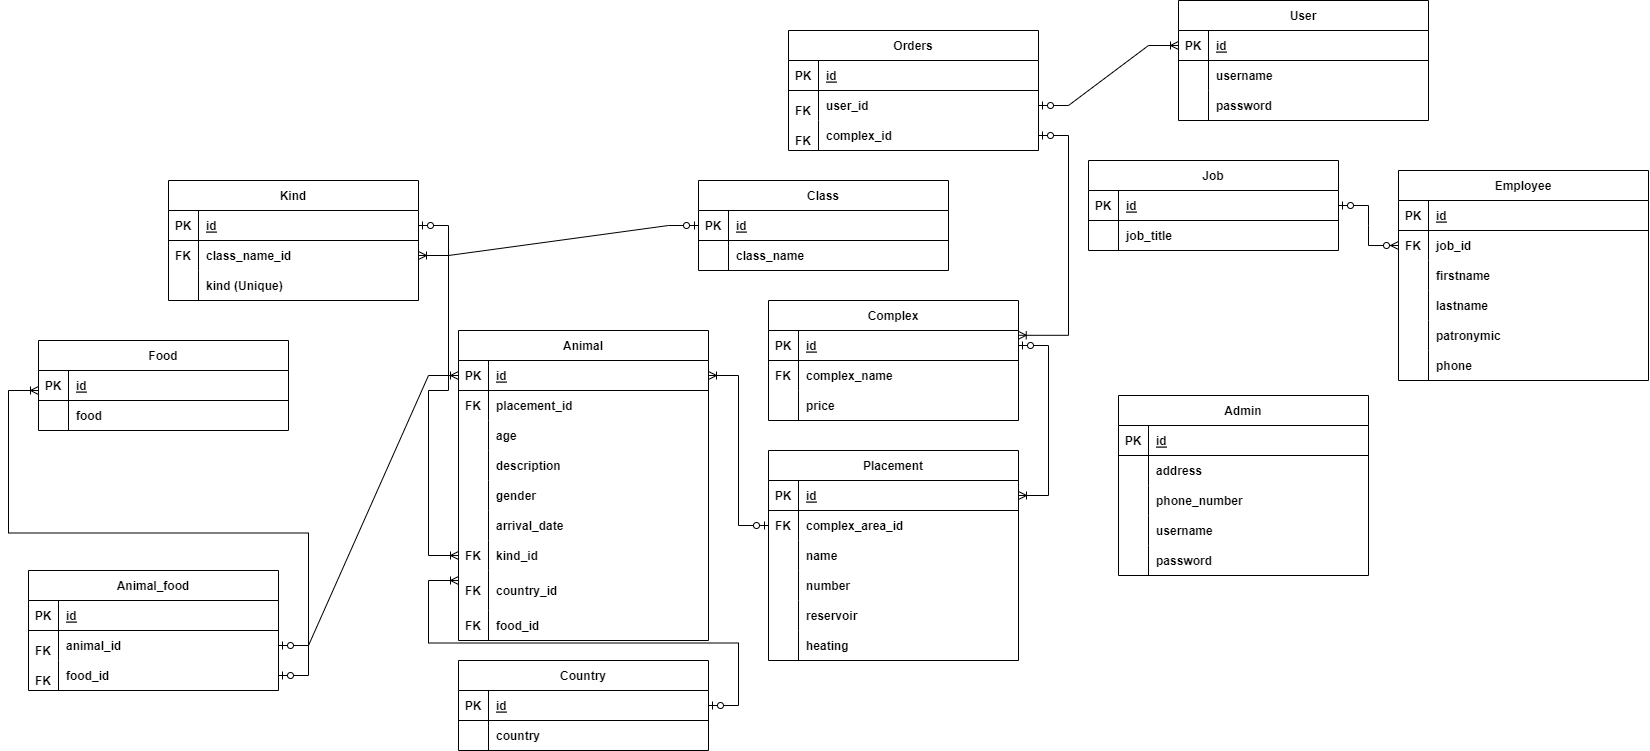 User
PK id
username
password
Orders
PK id
FK user_id
FK complex_id
Job
PK id
job_title
Employee
PK id
FK job_id
firstname
lastname
patronymic
phone
Kind
PK id
FK class_name_id
kind (Unique)
Class
PK id
class_name
Complex
PK id
FK complex_name
price
Food
PK id
food
Animal
PK id
FK placement_id
age
description
gender
arrival_date
FK kind_id
FK country_id
FK food_id
Admin
PK id
address
phone_number
username
password
Placement
PK id
FK complex_area_id
name
number
reservoir
heating
Animal_food
PK id
FK animal_id
FK food_id
Country
PK id
country